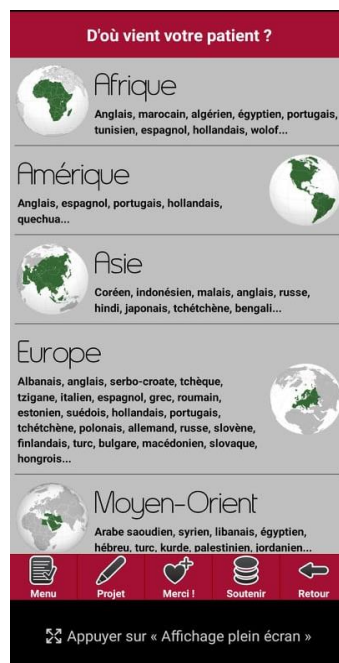 D'où vient votre patient ?
Afrique
Anglais, marocain, algérien, égyptien, portugais,
tunisien, espagnol, hollandais, wolof...
Amérique
Anglais, espagnol, portugais, hollandais,
quechua...
Asie
Coréen, indonésien, malais, anglais, russe,
hindi, japonais, tchétchène, bengali...
Europe
Albanais, anglais, serbo-croate, tchèque,
tzigane, italien, espagnol, grec, roumain,
estonien, suédois, hollandais, portugais,
tchétchène, polonais, allemand, russe, slovène,
finlandais, turc, bulgare, macédonien, slovaque,
hongrois...
Moyen-Orient
Arabe saoudien, syrien, libanais, égyptien,
hébreu, turc, kurde, palestinien, jordanien...
Menu Projet Merci ! Soutenir Retour
Appuyer sur « Affichage plein écran »